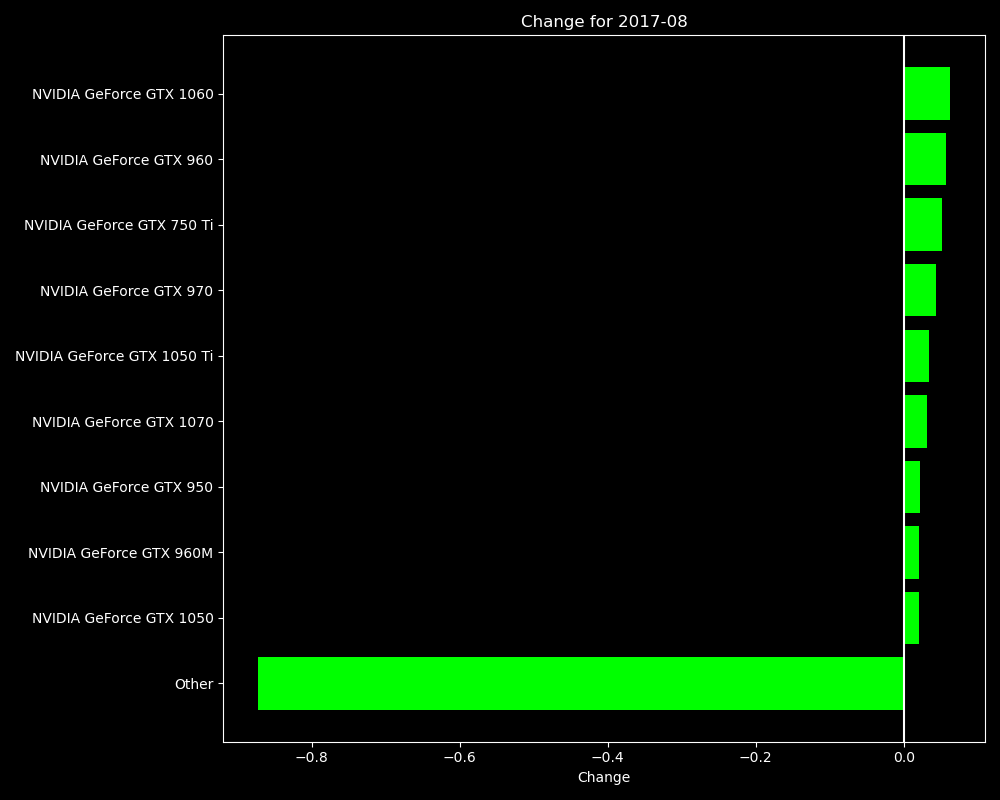 Change for 2017-08
NVIDIA GeForce GTX 1060
NVIDIA GeForce GTX 960
NVIDIA GeForce GTX 750 Ti
NVIDIA GeForce GTX 970
NVIDIA GeForce GTX 1050 Ti
NVIDIA GeForce GTX 1070
NVIDIA GeForce GTX 950
NVIDIA GeForce GTX 960M
NVIDIA GeForce GTX 1050
Other
−0.8 −0.6 −0.4 −0.2 0.0
Change